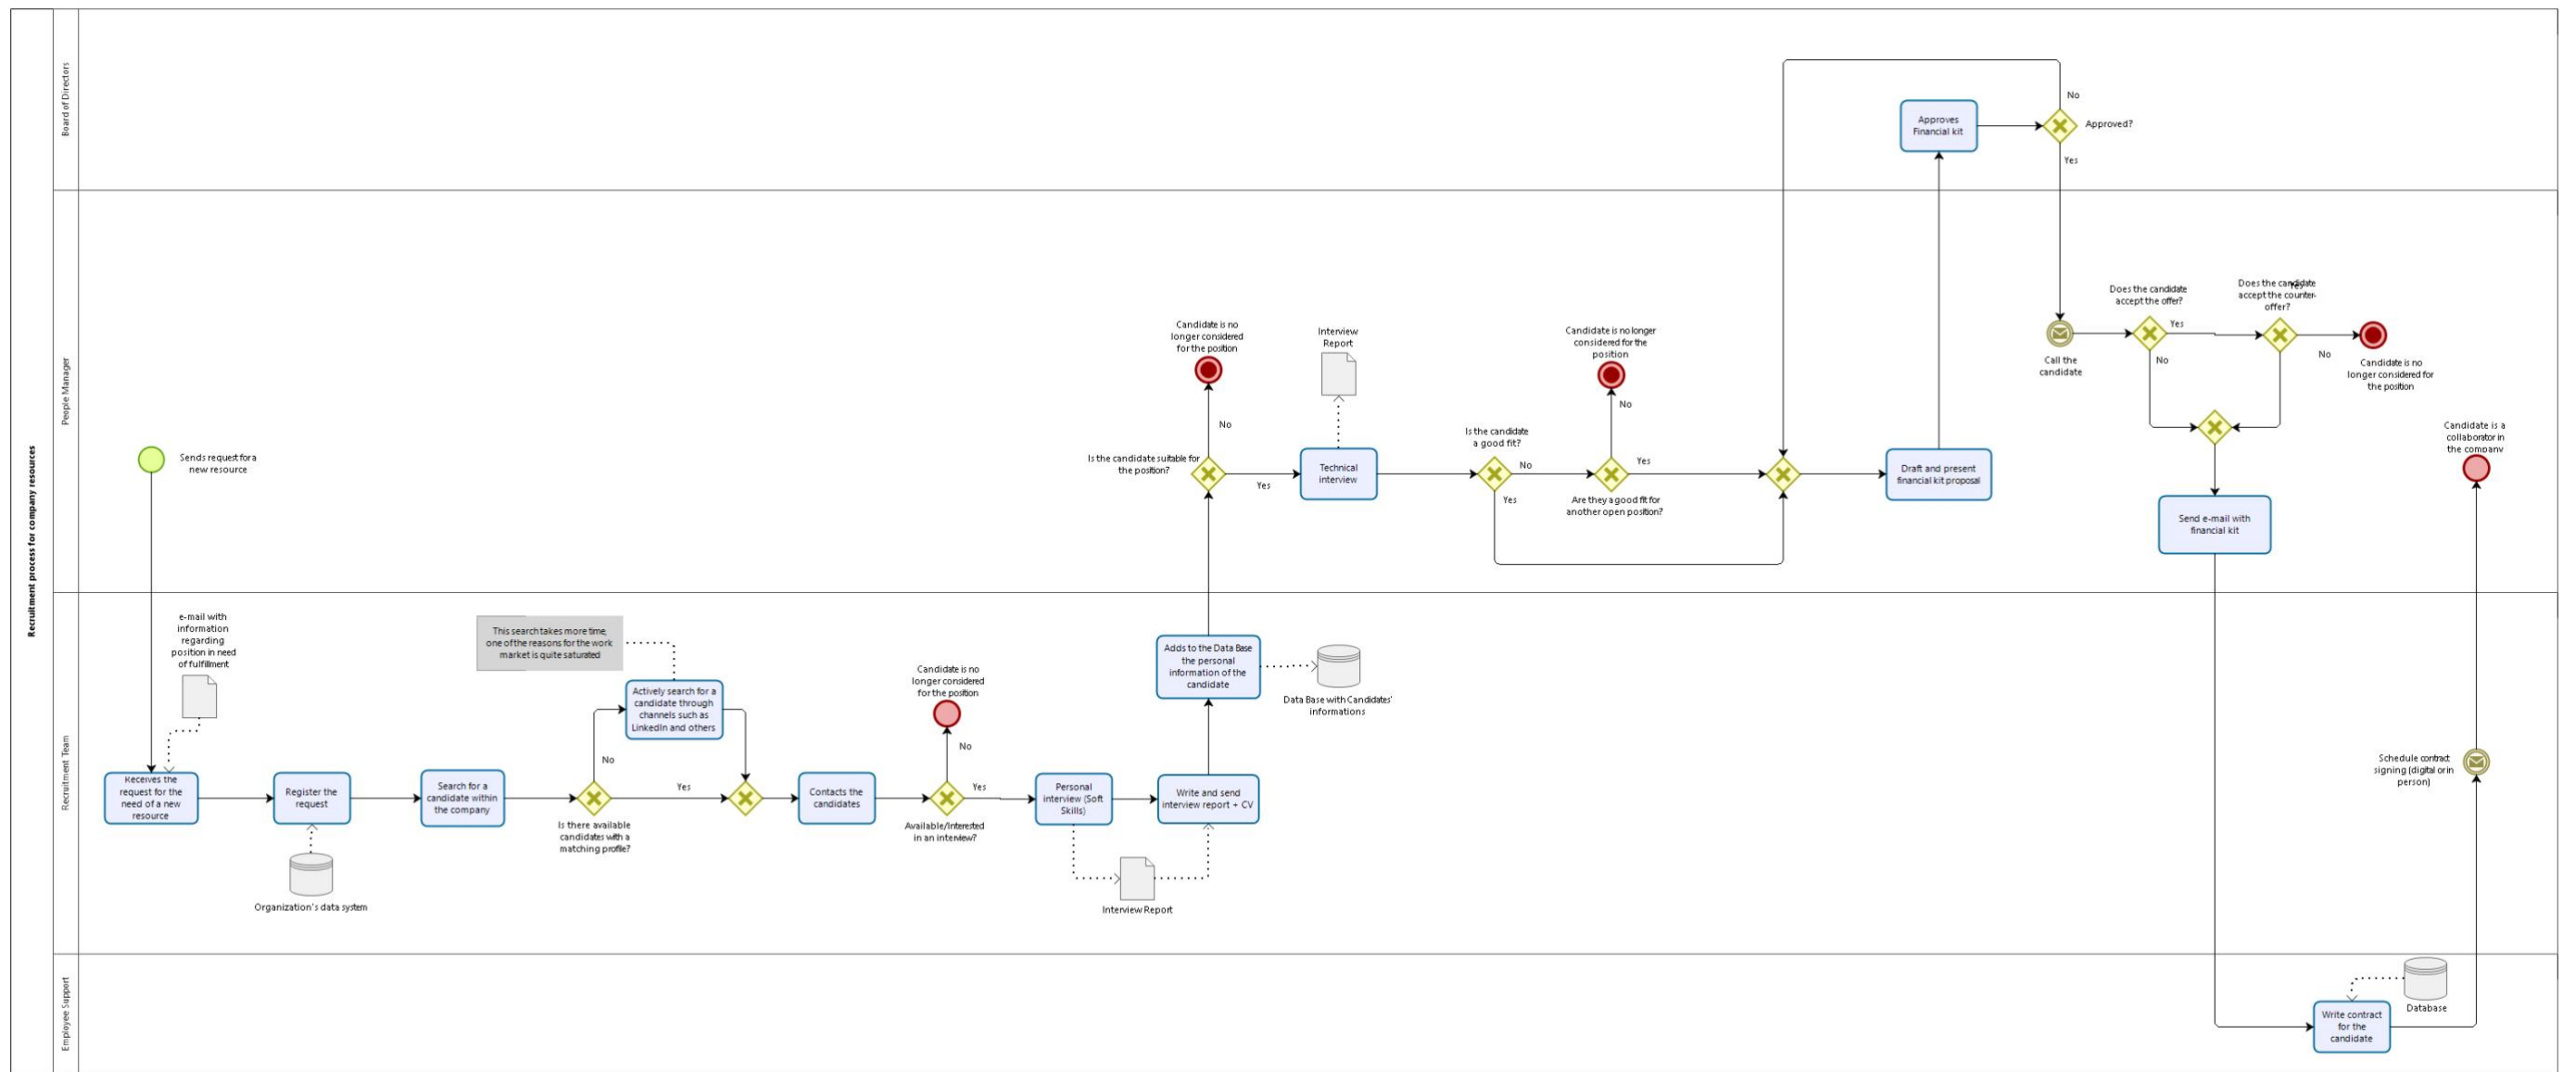 Recruitment process for company resources
Board of Directors
Approves
Financial kit
No
Approved?
Yes
People Manager
Sends request for a
new resource
Candidate is no
longer considered
for the position
No
Is the candidate suitable for
the position?
Yes
Interview
Report
Technical
interview
Is the candidate
a good fit?
No
Yes
Candidate is no longer
considered for the
position
No
Yes
Are they a good fit for
another open position?
Draft and present
financial kit proposal
Call the
candidate
Does the candidate
accept the offer?
Yes
No
Does the candidate
accept the counter-
offer?
Yes
No
Candidate is no
longer considered for
the position
Send e-mail with
financial kit
Candidate is a
collaborator in
the company
Recruitment Team
e-mail with
information
regarding
position in need
of fulfillment
Receives the
request for the
need of a new
resource
Register the
request
Organization's data system
Search for a
candidate within
the company
This search takes more time,
one of the reasons for the work
market is quite saturated
Actively search for a
candidate through
channels such as
LinkedIn and others
No
Yes
Is there available
candidates with a
matching profile?
Contacts the
candidates
Candidate is no
longer considered
for the position
No
Yes
Available/Interested
in an interview?
Personal
interview (Soft
Skills)
Interview Report
Write and send
interview report + CV
Adds to the Data Base
the personal
information of the
candidate
Data Base with Candidates'
informations
Schedule contract
signing (digital or in
person)
Employee Support
Write contract
for the
candidate
Database